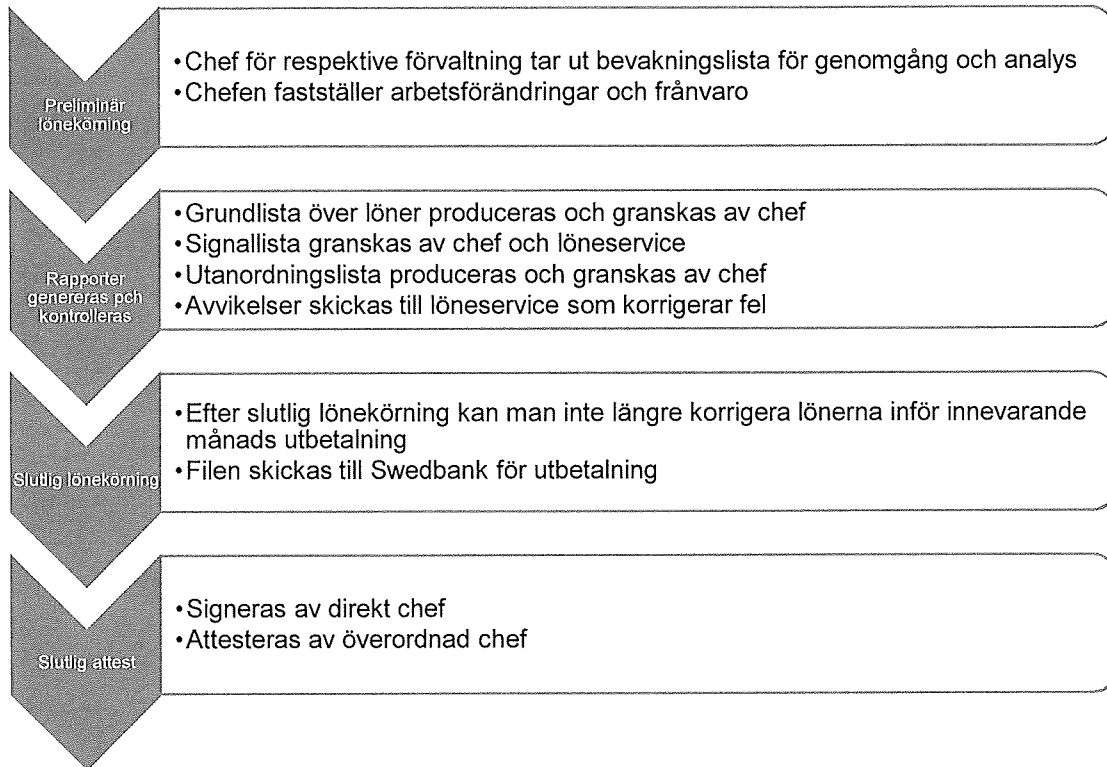 Preliminär
lönekörning
•Chef för respektive förvaltning tar ut bevakningslista för genomgång och analys
•Chefen fastställer arbetsförändringar och frånvaro
Rapporter
genereras pch
kontrolleras
•Grundlista över löner produceras och granskas av chef
•Signallista granskas av chef och löneservice
•Utanordningslista produceras och granskas av chef
•Avvikelser skickas till löneservice som korrigerar fel
Slutlig lönekörning
•Efter slutlig lönekörning kan man inte längre korrigera lönerna inför innevarande
månads utbetalning
•Filen skickas till Swedbank för utbetalning
Slutlig attest
•Signeras av direkt chef
•Attesteras av överordnad chef